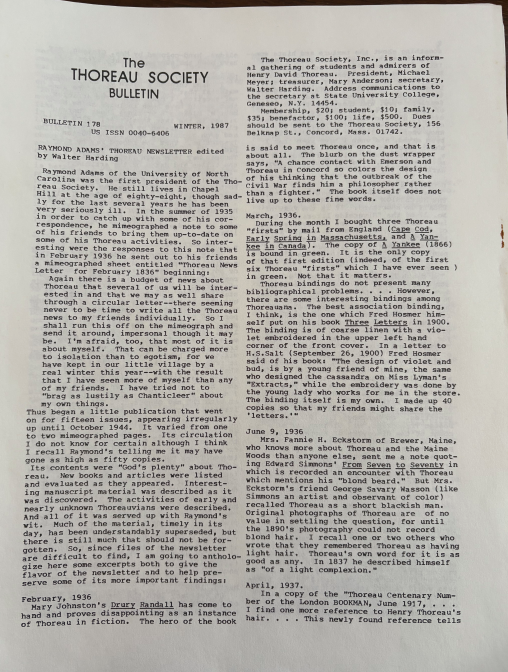 The
THOREAU SOCIETY
BULLETIN
BULLETIN 178 WINTER, 1987
US ISSN 0040-6406
RAYMOND ADAMS' THOREAU NEWSLETTER edited
by Walter Harding
Raymond Adams of the University of North
Carolina was the first president of the Tho-
reau Society. He still lives in Chapel
Hill at the age of eighty-eight, though sad-
ly for the last several years he has been
very seriously ill. In the summer of 1935
in order to catch up with some of his cor-
respondence, he mimeographed a note to some
of his friends to bring them up-to-date on
some of his Thoreau activities. So inter-
esting were the responses to this note that
in February 1936 he sent out to his friends
a mimeographed sheet entitled "Thoreau News
Letter for February 1836" beginning:
Again there is a budget of news about
Thoreau that several of us will be inter-
ested in and that we may as well share
through a circular letter--there seeming
never to be time to write all the Thoreau
news to my friends individually. So I
shall run this off on the mimeograph and
send it around, impersonal though it may
be. I'm afraid, too, that most of it is
about myself. That can be charged more
to isolation than to egotism, for we
have kept in our little village by a
real winter this year--with the result
that I have seen more of myself than any
of my friends. I have tried not to
"brag as lustily as Chanticleer" about
my own things.
Thus began a little publication that went
on for fifteen issues, appearing irregularly
up until October 1944. It varied from one
to two mimeographed pages. Its circulation
I do not know for certain although I think
I recall Raymond's telling me it may have
gone as high as fifty copies.
Its contents were "God's plenty" about Tho-
reau. New books and articles were listed
and evaluated as they appeared. Interest-
ing manuscript material was described as it
was discovered. The activities of early and
nearly unknown Thoreauvians were described.
And all of it was served up with Raymond's
wit. Much of the material, timely in its
day, has been understandably superseded, but
there is still much that should not be for-
gotten. So, since files of the newsletter
are difficult to find, I am going to antholo-
gize here some excerpts both to give the
flavor of the newsletter and to help pre-
serve some of its more important findings:
February, 1936
Mary Johnston's Drury Randall has come to
hand and proves disappointing as an instance
of Thoreau in fiction. The hero of the book
The Thoreau Society, Inc., is an inform-
al gathering of students and admirers of
Henry David Thoreau. President, Michael
Meyer; treasurer, Mary Anderson; secretary,
Walter Harding. Address communications to
the secretary at State University College,
Geneseo, N.Y. 14454.
Membership, $20; student, $10; family,
$35; benefactor, $100; life, $500. Dues
should be sent to the Thoreau Society, 156
Belknap St., Concord, Mass. 01742.
is said to meet Thoreau once, and that is
about all. The blurb on the dust wrapper
says, "A chance contact with Emerson and
Thoreau in Concord so colors the design
of his thinking that the outbreak of the
Civil War finds him a philosopher rather
than a fighter." The book itself does not
live up to these fine words.
March, 1936.
During the month I bought three Thoreau
"firsts" by mail from England (Cape Cod,
Early Spring in Massachusetts, and A Yan-
kee in Canada). The copy of A Yankee (1866)
is bound in green. It is the only copy
of that first edition (indeed, of the first
six Thoreau "firsts" which I have ever seen )
in green. Not that it matters.
Thoreau bindings do not present many
bibliographical problems. . . . However,
there are some interesting bindings among
Thoreauana. The best association binding,
I think, is the one Fred Hosmer him-
self put on his book Three Letters in 1900.
The binding is of coarse linen with a vio-
let embroidered in the upper left hand
corner of the front cover. In a letter to
H.S.Salt (September 26, 1900) Fred Hosmer
said of his book: "The design of violet and
bud, is by a young friend of mine, the same
who designed the cassandra on Miss Lyman's
"Extracts," while the embroidery was done by
the young lady who works for me in the store.
The binding itself is my own. I made up 40
copies so that my friends might share the
'letters.'"
June 9, 1936
Mrs. Fannie H. Eckstorm of Brewer, Maine,
who knows more about Thoreau and the Maine
Woods than anyone else, sent me a note quot-
ing Edward Simmons' From Seven to Seventy in
which is recorded an encounter with Thoreau
which mentions his "blond beard." But Mrs.
Eckstorm's friend George Savary Wasson (like
Simmons an artist and observant of color)
recalled Thoreau as a short blackish man.
Original photographs of Thoreau are of no
value in settling the question, for until
the 1890's photography could not record
blond hair. I recall one or two others who
wrote that they remembered Thoreau as having
light hair. Thoreau's own word for it is as
good as any. In 1837 he described himself
as "of a light complexion."
April, 1937.
In a copy of the "Thoreau Centenary Num-
ber of the London BOOKMAN, June 1917, . . .
I find one more reference to Henry Thoreau's
hair. . . . This newly found reference tells